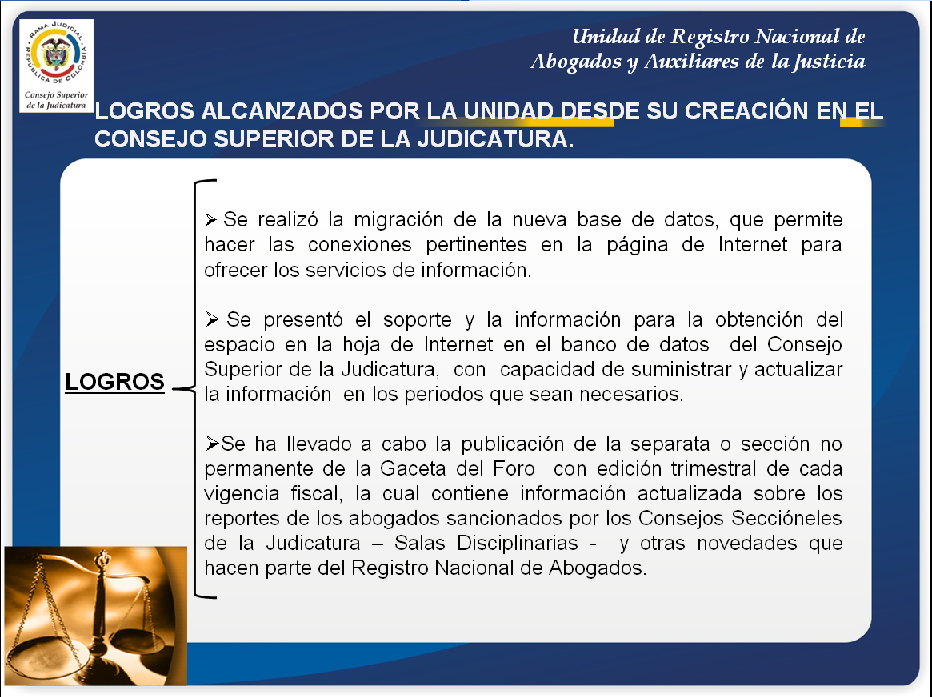 RAMA JUDICIAL
REPUBLICA DE COLOMBIA
Consejo Superior
de la Judicatura
Unidad de Registro Nacional de
Abogados y Auxiliares de la Justicia
LOGROS ALCANZADOS POR LA UNIDAD DESDE SU CREACIÓN EN EL
CONSEJO SUPERIOR DE LA JUDICATURA.
LOGROS
➢ Se realizó la migración de la nueva base de datos, que permite
hacer las conexiones pertinentes en la página de Internet para
ofrecer los servicios de información.
➢ Se presentó el soporte y la información para la obtención del
espacio en la hoja de Internet en el banco de datos del Consejo
Superior de la Judicatura, con capacidad de suministrar y actualizar
la información en los periodos que sean necesarios.
➢Se ha llevado a cabo la publicación de la separata o sección no
permanente de la Gaceta del Foro con edición trimestral de cada
vigencia fiscal, la cual contiene información actualizada sobre los
reportes de los abogados sancionados por los Consejos Seccióneles
de la Judicatura – Salas Disciplinarias - y otras novedades que
hacen parte del Registro Nacional de Abogados.